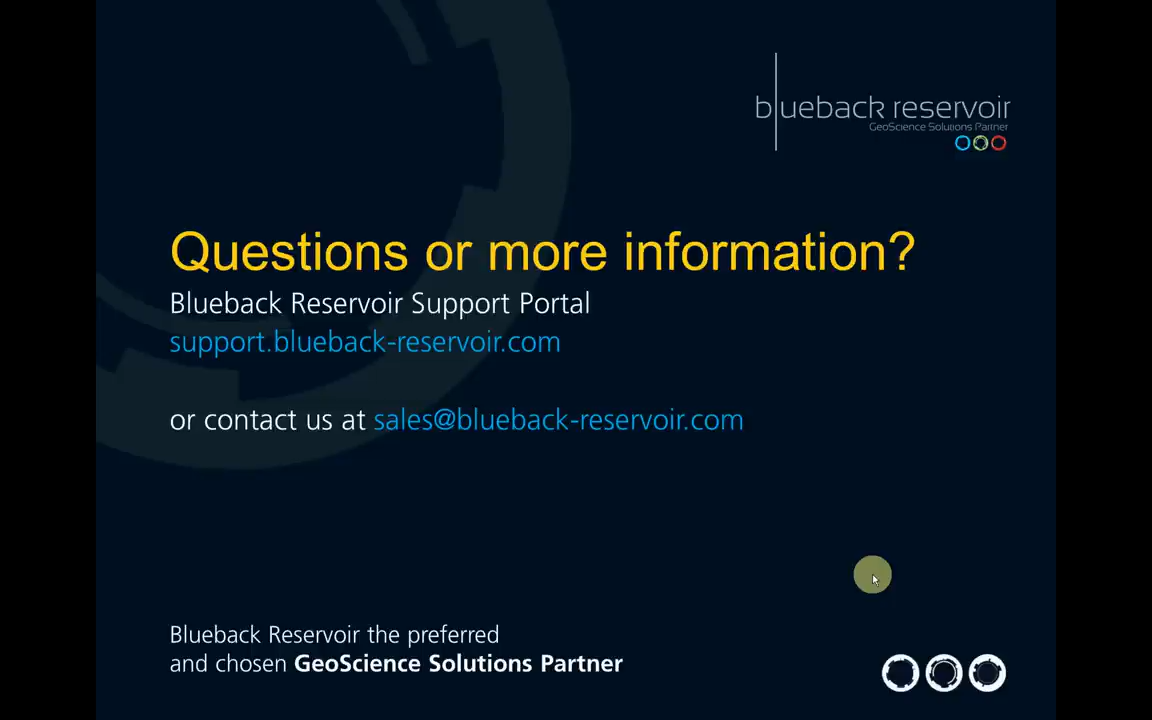 blueback reservoir
GeoScience Solutions Partner
Questions or more information?
Blueback Reservoir Support Portal
support.blueback-reservoir.com
or contact us at sales@blueback-reservoir.com
Blueback Reservoir the preferred
and chosen GeoScience Solutions Partner